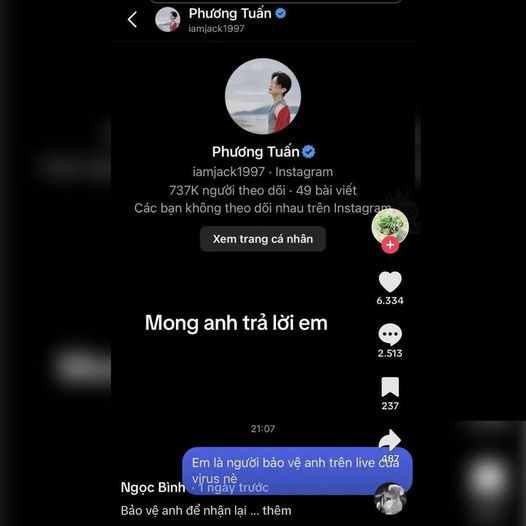 Phương Tuấn
iamjack1997
Phương Tuấn
iamjack1997 · Instagram
737K người theo dõi · 49 bài viết
Các bạn không theo dõi nhau trên Instagram
Xem trang cá nhân
6.334
Mong anh trả lời em
2.513
237
21:07
487
Em là người bảo vệ anh trên live của
virus nè
Ngọc Bình · 1 ngày trước
Bảo vệ anh để nhận lại ... thêm